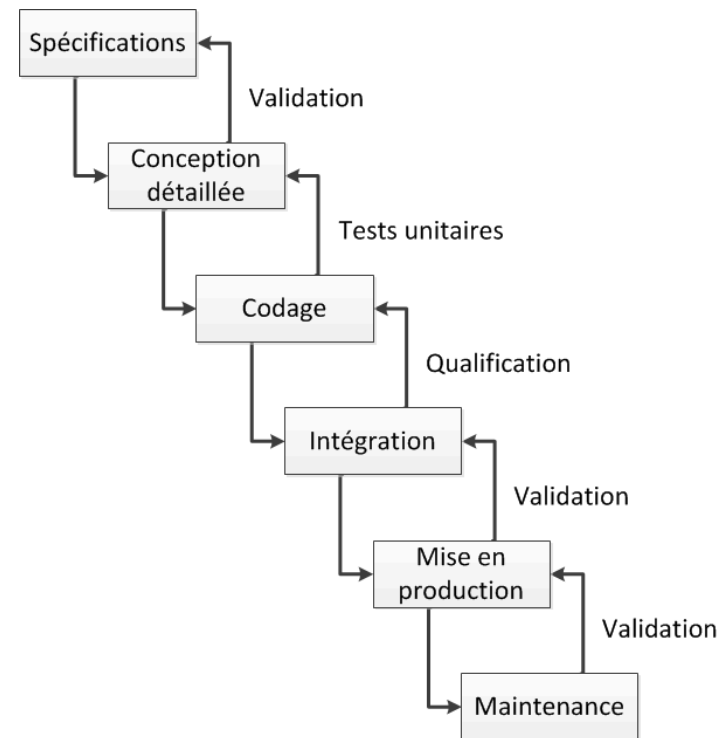 Spécifications
Validation
Conception
détaillée
Tests unitaires
Codage
Qualification
Intégration
Validation
Mise en
production
Validation
Maintenance